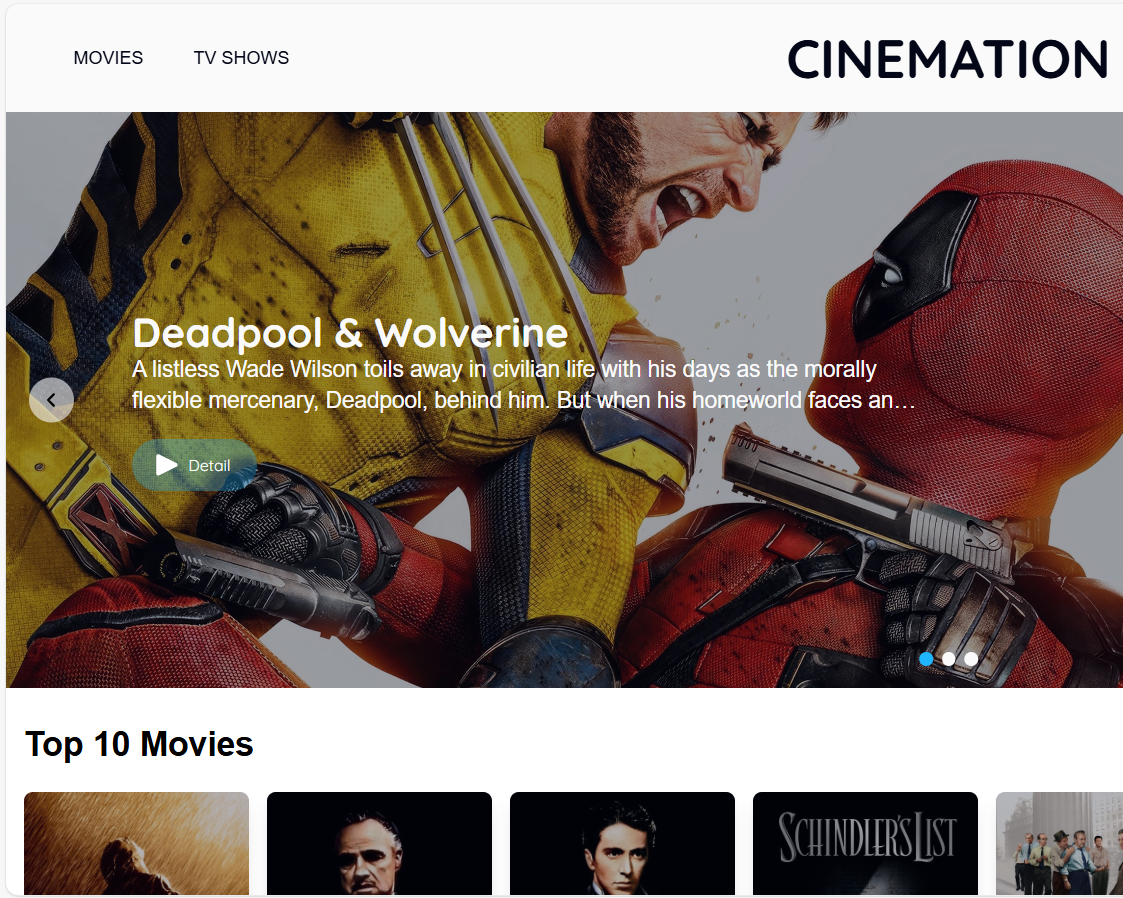 MOVIES
TV SHOWS
CINEMATION
Deadpool & Wolverine
A listless Wade Wilson toils away in civilian life with his days as the morally
flexible mercenary, Deadpool, behind him. But when his homeworld faces an…
Detail
Top 10 Movies
SCHINDLER'S LIST